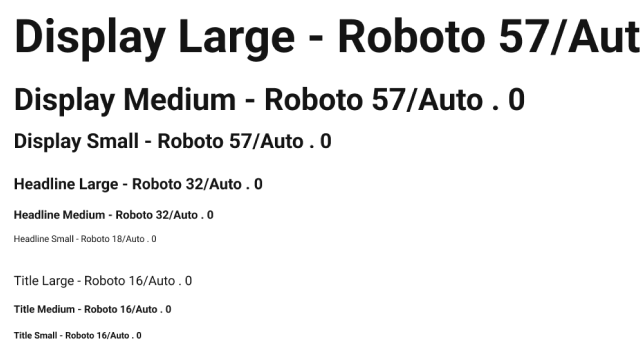 Display Large - Roboto 57/Aut
Display Medium - Roboto 57/Auto . 0
Display Small - Roboto 57/Auto . 0
Headline Large - Roboto 32/Auto . 0
Headline Medium - Roboto 32/Auto . 0
Headline Small - Roboto 18/Auto . 0
Title Large - Roboto 16/Auto . 0
Title Medium - Roboto 16/Auto . 0
Title Small - Roboto 16/Auto . 0